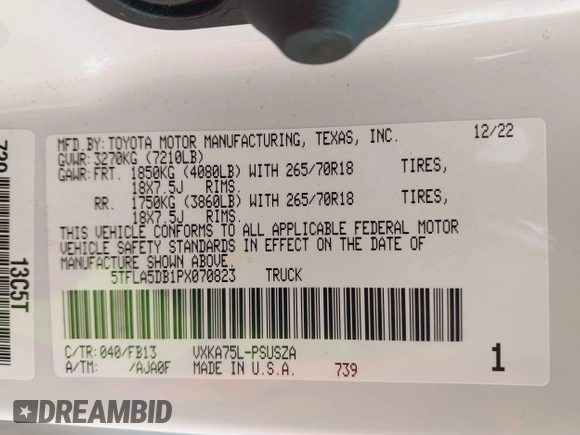 MFD.BY: TOYOTA MOTOR MANUFACTURING, TEXAS, INC. 12/22
GVWR: 3270KG (7210LB)
GAWR: FRT. 1850KG (4080LB) WITH 265/70R18 TIRES,
18X7.5J RIMS.
RR. 1750KG (3860LB) WITH 265/70R18 TIRES,
18X7.5J RIMS.
THIS VEHICLE CONFORMS TO ALL APPLICABLE FEDERAL MOTOR
VEHICLE SAFETY STANDARDS IN EFFECT ON THE DATE OF
MANUFACTURE SHOWN ABOVE.
5TFLA5DB1PX070823 TRUCK
C/TR: 040/FB13 VXKA75L-PSUSZA
A/TM: /AJA0F MADE IN U.S.A. 739
1
739
13C5T
DREAMBID